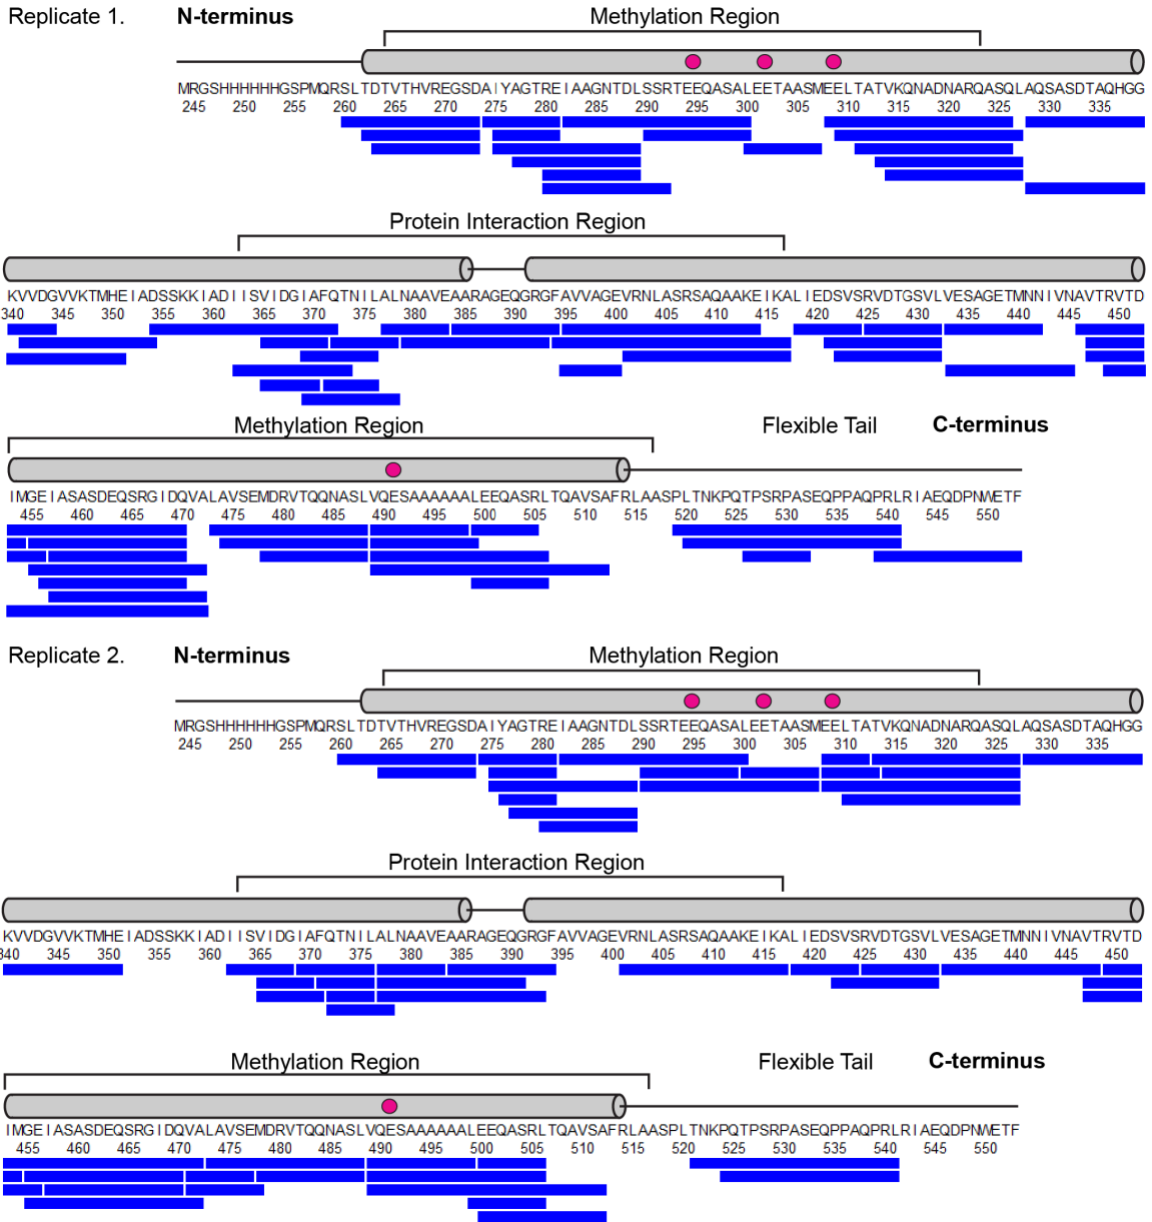 Replicate 1. N-terminus Methylation Region
MRGSHHHHHHGSPMQRSLTDTVTHVREGSDAIYAGTREIAAGNTDLSSRTEEQASALEETAASMEELTATVKQNADNARQASQLAQSASDTAQHGG
245 250 255 260 265 270 275 280 285 290 295 300 305 310 315 320 325 330 335
Protein Interaction Region
KVVDGVVKTMHEIADSSKKIADIISVIDGIAFQTNILALNAAVEAARAGEQGRGFAVVAGEVRNLASRSAQAAKEIKALIEDSVSRVDTGSVLVESAGETMNNIVNAVTRVTD
340 345 350 355 360 365 370 375 380 385 390 395 400 405 410 415 420 425 430 435 440 445 450
Methylation Region Flexible Tail C-terminus
IMGEIASASDEQSRGIDQVALAVSEMDRVTQQNASLVQESAAAAAALEEQASRLTQAVSAFRLAASPLTNKPQTPSRPASEQPPAQPRLRIAEQDPNWETF
455 460 465 470 475 480 485 490 495 500 505 510 515 520 525 530 535 540 545 550
Replicate 2. N-terminus Methylation Region
MRGSHHHHHHGSPMQRSLTDTVTHVREGSDAIYAGTREIAAGNTDLSSRTEEQASALEETAASMEELTATVKQNADNARQASQLAQSASDTAQHGG
245 250 255 260 265 270 275 280 285 290 295 300 305 310 315 320 325 330 335
Protein Interaction Region
KVVDGVVKTMHEIADSSKKIADIISVIDGIAFQTNILALNAAVEAARAGEQGRGFAVVAGEVRNLASRSAQAAKEIKALIEDSVSRVDTGSVLVESAGETMNNIVNAVTRVTD
340 345 350 355 360 365 370 375 380 385 390 395 400 405 410 415 420 425 430 435 440 445 450
Methylation Region Flexible Tail C-terminus
IMGEIASASDEQSRGIDQVALAVSEMDRVTQQNASLVQESAAAAAALEEQASRLTQAVSAFRLAASPLTNKPQTPSRPASEQPPAQPRLRIAEQDPNWETF
455 460 465 470 475 480 485 490 495 500 505 510 515 520 525 530 535 540 545 550